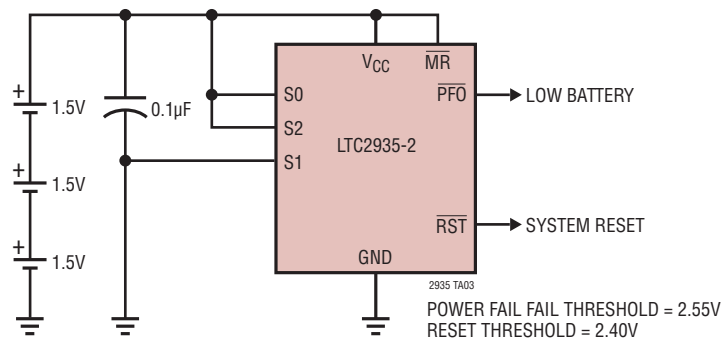 VCC
MR
+
1.5V
0.1µF
S0
PFO
LOW BATTERY
S2
LTC2935-2
+
1.5V
S1
RST
SYSTEM RESET
+
1.5V
GND
2935 TA03
POWER FAIL FAIL THRESHOLD = 2.55V
RESET THRESHOLD = 2.40V